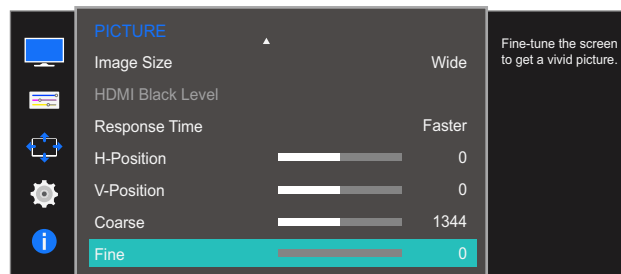 PICTURE
Image Size Wide
HDMI Black Level
Response Time Faster
H-Position 0
V-Position 0
Coarse 1344
Fine 0
Fine-tune the screen
to get a vivid picture.